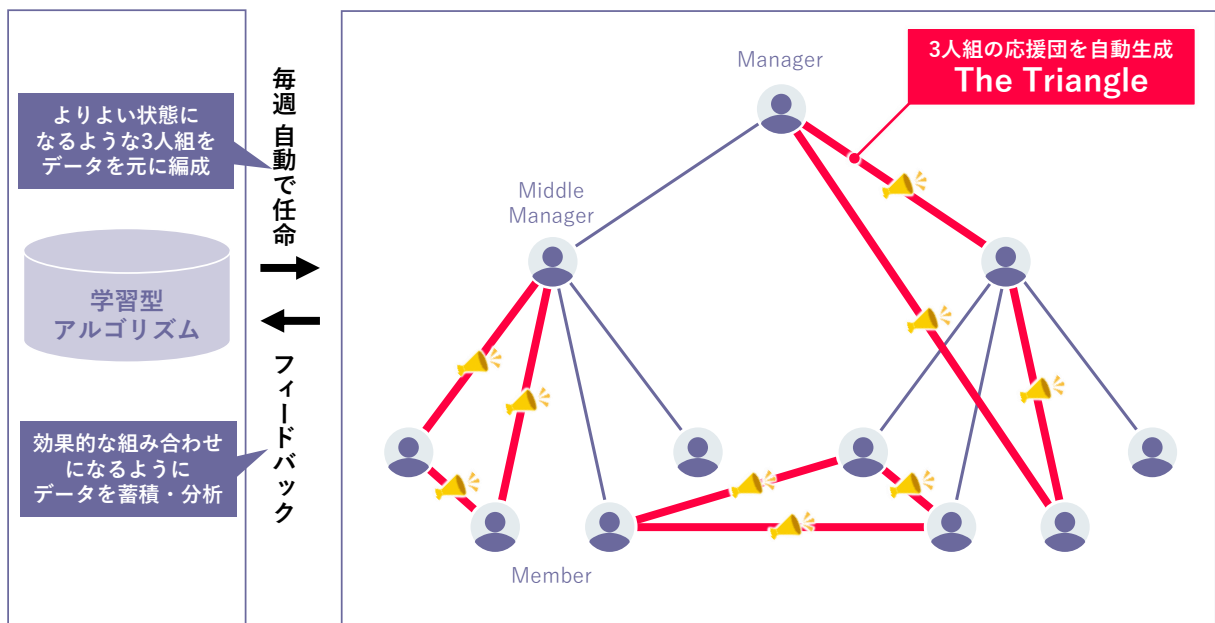 よりよい状態に
なるような3人組を
データを元に編成
学習型
アルゴリズム
効果的な組み合わせ
になるように
データを蓄積・分析
毎週 自動で任命
フィードバック
Manager
3人組の応援団を自動生成
The Triangle
Middle
Manager
Member